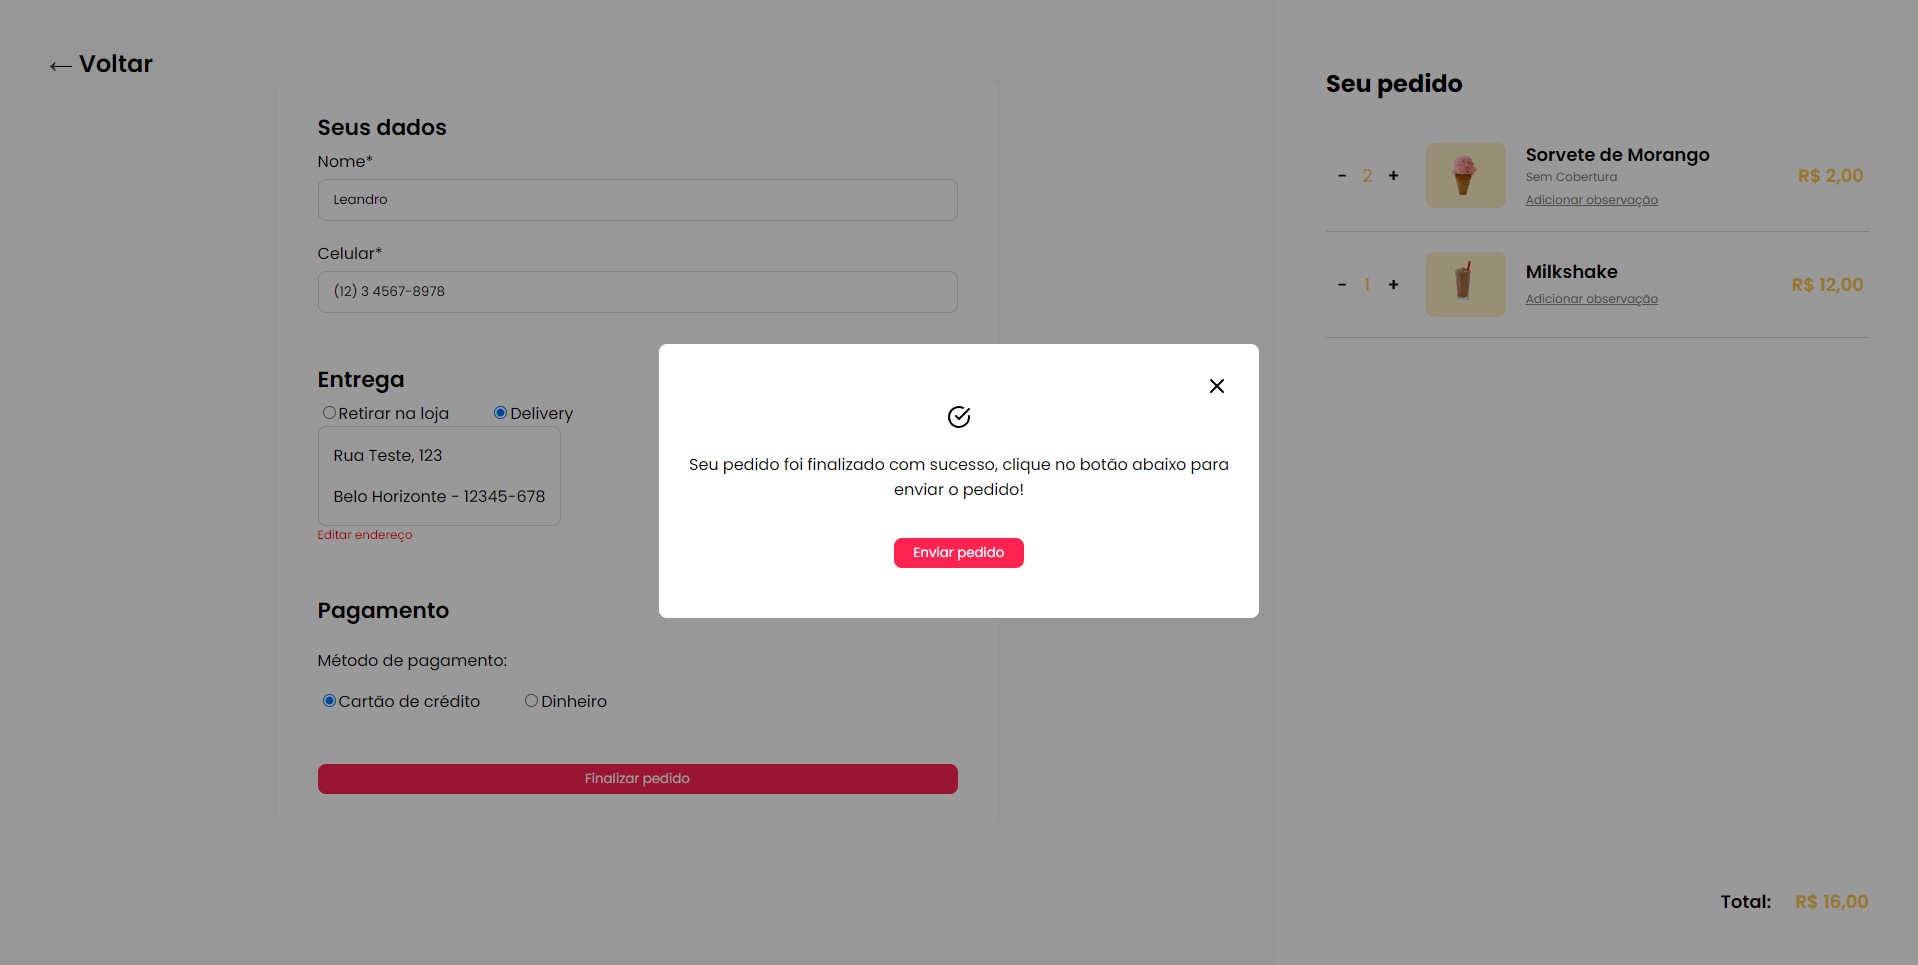 ← Voltar
Seus dados
Nome*
Leandro
Celular*
(12) 3 4567-8978
Entrega
Retirar na loja Delivery
Rua Teste, 123
Belo Horizonte - 12345-678
Editar endereço
Pagamento
Método de pagamento:
Cartão de crédito Dinheiro
Finalizar pedido
Seu pedido foi finalizado com sucesso, clique no botão abaixo para
enviar o pedido!
Enviar pedido
Seu pedido
- 2 +
Sorvete de Morango
Sem Cobertura
Adicionar observação
R$ 2,00
- 1 +
Milkshake
Adicionar observação
R$ 12,00
Total: R$ 16,00